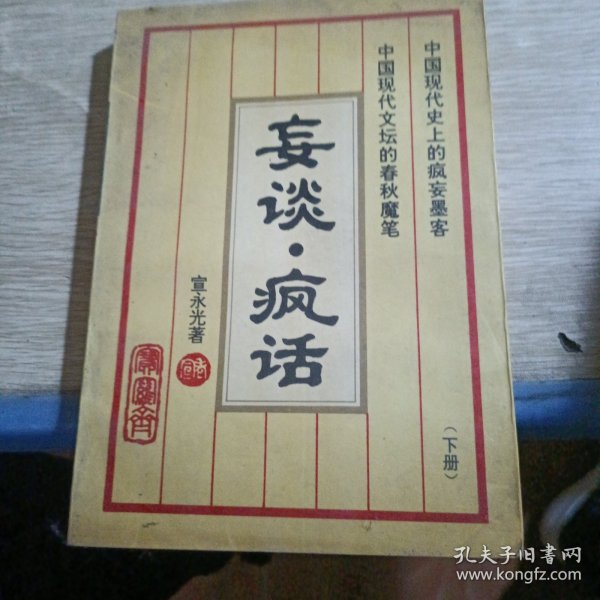 中国现代史上的疯妄墨客
中国现代文坛的春秋魔笔
妄谈·疯话
宣永光著
（下册）
孔夫子旧书网
www.kongfz.com